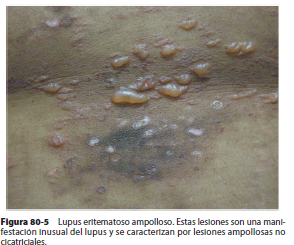 Figura 80-5 Lupus eritematoso ampolloso. Estas lesiones son una mani-
festación inusual del lupus y se caracterizan por lesiones ampollosas no
cicatriciales.